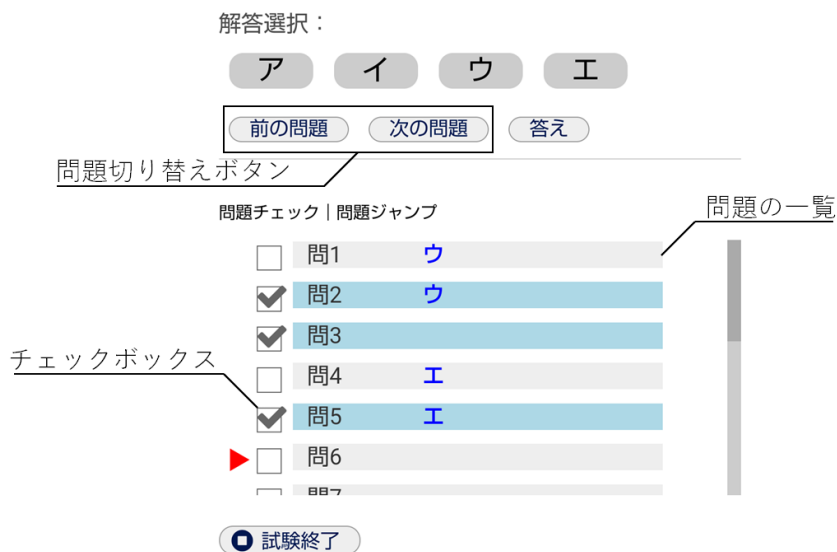 解答選択：
ア イ ウ エ
前の問題 次の問題 答え
問題切り替えボタン
問題の一覧
問題チェック｜問題ジャンプ
問1 ウ
問2 ウ
問3
チェックボックス
問4 エ
問5 エ
問6
問7
試験終了